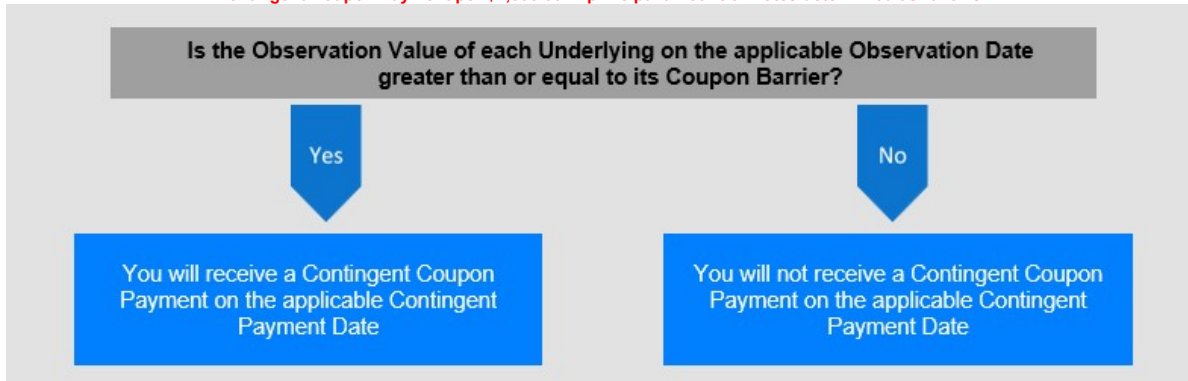 Is the Observation Value of each Underlying on the applicable Observation Date
greater than or equal to its Coupon Barrier?
Yes
No
You will receive a Contingent Coupon
Payment on the applicable Contingent
Payment Date
You will not receive a Contingent Coupon
Payment on the applicable Contingent
Payment Date